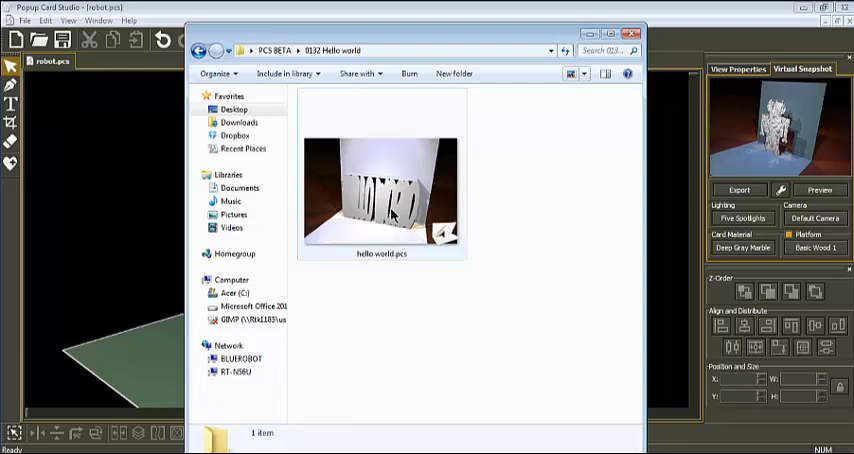 Popup Card Studio - [robot.pcs]
File Edit View Window Help
robot.pcs
PCS BETA 0132 Hello world
Search 013...
Organize Include in library Share with Burn New folder
Favorites
Desktop
Downloads
Dropbox
Recent Places
Libraries
Documents
Music
Pictures
Videos
Homegroup
Computer
Acer (C:)
Microsoft Office 201
GIMP (\\Rtk1185\us
Network
BLUEROBOT
RT-N56U
hello world.pcs
1 item
View Properties Virtual Snapshot
Export Preview
Lighting Camera
Five Spotlights Default Camera
Card Material Platform
Deep Gray Marble Basic Wood 1
Z-Order
Align and Distribute
Position and Size
X: W:
Y: H:
Ready NUM